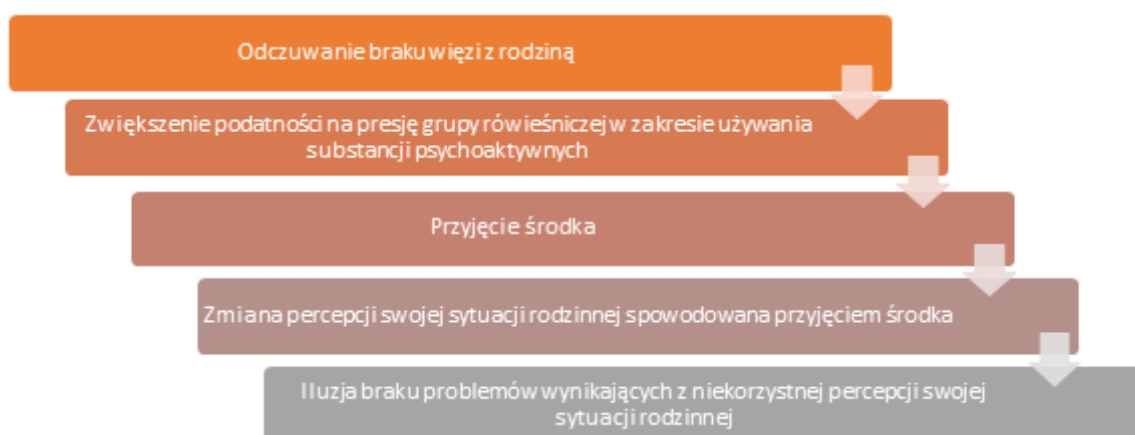 Odczuwanie braku więzi z rodziną
Zwiększenie podatności na presję grupy rówieśniczej w zakresie używania
substancji psychoaktywnych
Przyjęcie środka
Zmiana percepcji swojej sytuacji rodzinnej spowodowana przyjęciem środka
Iluzja braku problemów wynikających z niekorzystnej percepcji swojej
sytuacji rodzinnej